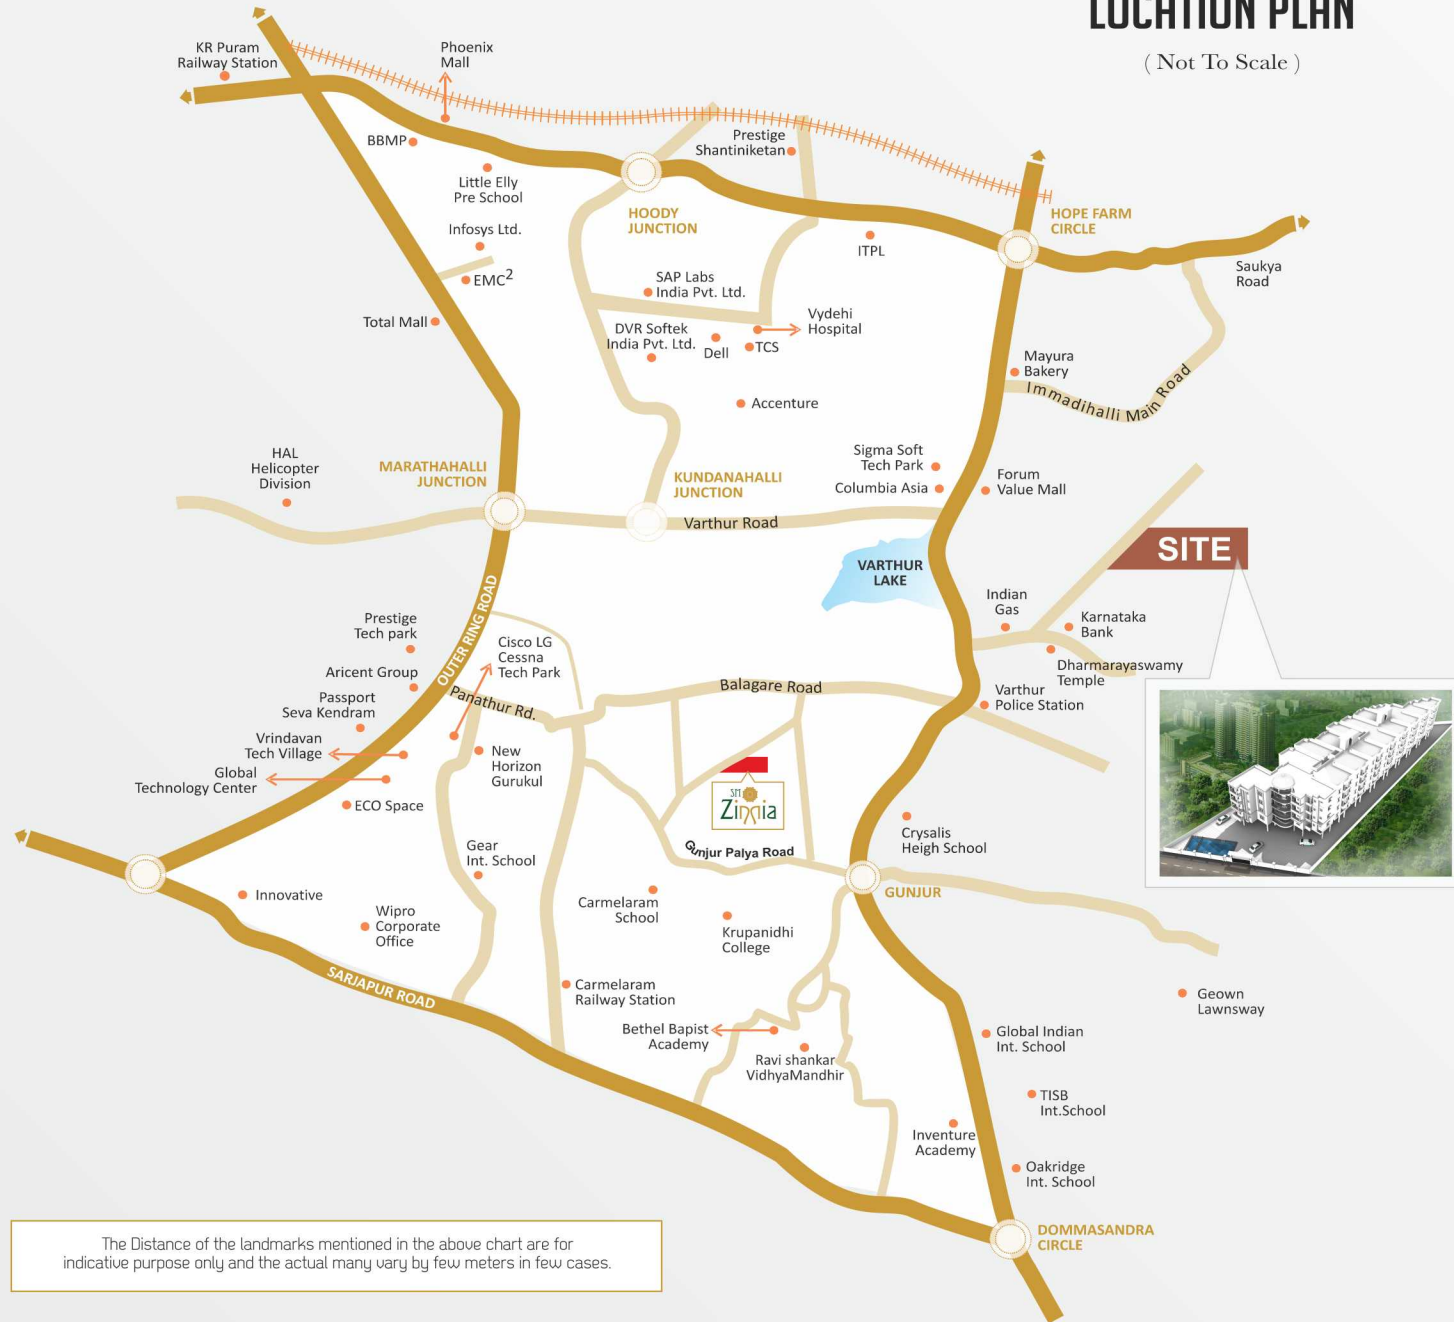 LOCATION PLAN
( Not To Scale )
KR Puram
Railway Station
Phoenix
Mall
BBMP
Little Elly
Pre School
Prestige
Shantiniketan
HOODY
JUNCTION
HOPE FARM
CIRCLE
Infosys Ltd.
EMC2
ITPL
Saukya
Road
SAP Labs
India Pvt. Ltd.
Total Mall
DVR Softek
India Pvt. Ltd.
Dell
TCS
Vydehi
Hospital
Mayura
Bakery
Immadihalli Main Road
Accenture
HAL
Helicopter
Division
MARATHAHALLI
JUNCTION
KUNDANAHALLI
JUNCTION
Sigma Soft
Tech Park
Columbia Asia
Forum
Value Mall
Varthur Road
SITE
VARTHUR
LAKE
Indian
Gas
Karnataka
Bank
Dharmarayaswamy
Temple
OUTER RING ROAD
Prestige
Tech park
Aricent Group
Passport
Seva Kendram
Vrindavan
Tech Village
Global
Technology Center
ECO Space
Cisco LG
Cessna
Tech Park
Panathur Rd.
Balagare Road
Varthur
Police Station
New
Horizon
Gurukul
SM
Zinnia
Gunjur Palya Road
Crysalis
Heigh School
Gear
Int. School
GUNJUR
Innovative
Wipro
Corporate
Office
Carmelaram
School
Krupanidhi
College
SARJAPUR ROAD
Carmelaram
Railway Station
Geown
Lawnsway
Bethel Bapist
Academy
Ravi shankar
VidhyaMandhir
Global Indian
Int. School
TISB
Int.School
Inventure
Academy
Oakridge
Int. School
DOMMASANDRA
CIRCLE
The Distance of the landmarks mentioned in the above chart are for
indicative purpose only and the actual many vary by few meters in few cases.